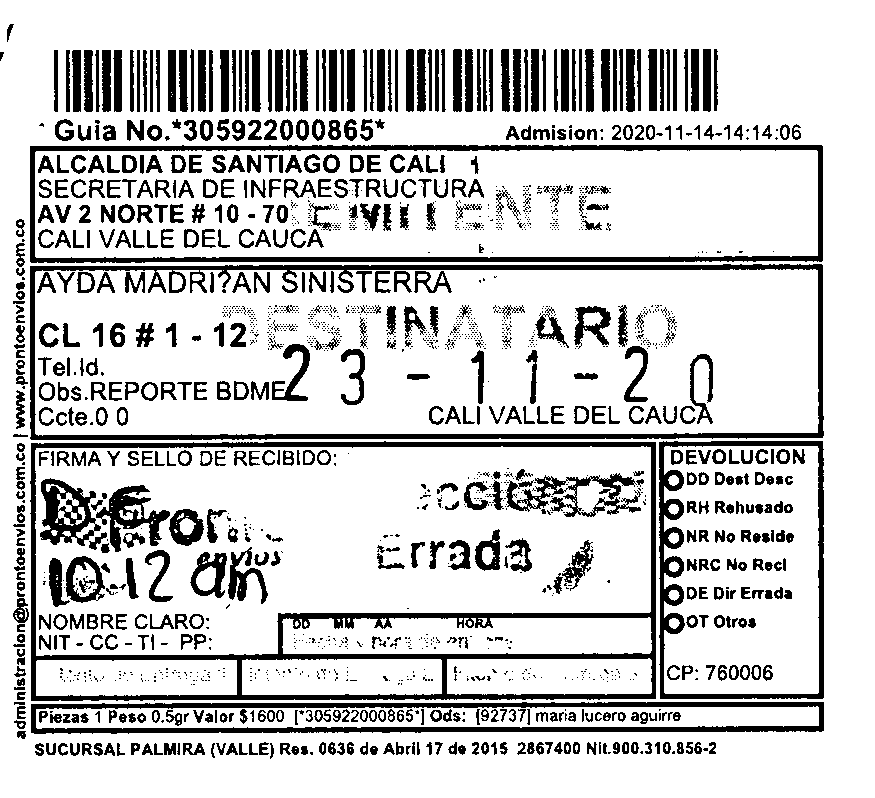 Guia No.*305922000865*
Admision: 2020-11-14-14:14:06
ALCALDIA DE SANTIAGO DE CALI 1
SECRETARIA DE INFRAESTRUCTURA
AV 2 NORTE # 10 - 70
REMITENTE
CALI VALLE DEL CAUCA
www.prontoenvios.com.co
administracion@prontoenvios.com.co
AYDA MADRI?AN SINISTERRA
DESTINATARIO
CL 16 # 1 - 12
Tel.Id.
23-11-20
Obs.REPORTE BDME
Ccte.0 0
CALI VALLE DEL CAUCA
FIRMA Y SELLO DE RECIBIDO:
DE
envios
10:12 am
Errada
NOMBRE CLARO:
NIT - CC - TI - PP:
DD MM AA HORA
DEVOLUCION
DD Dest Desc
RH Rehusado
NR No Reside
NRC No Recl
DE Dir Errada
OT Otros
CP: 760006
Piezas 1 Peso 0.5gr Valor $1600 [*305922000865*] Ods: [92737] maria lucero aguirre
SUCURSAL PALMIRA (VALLE) Res. 0636 de Abril 17 de 2015 2867400 Nit.900.310.856-2